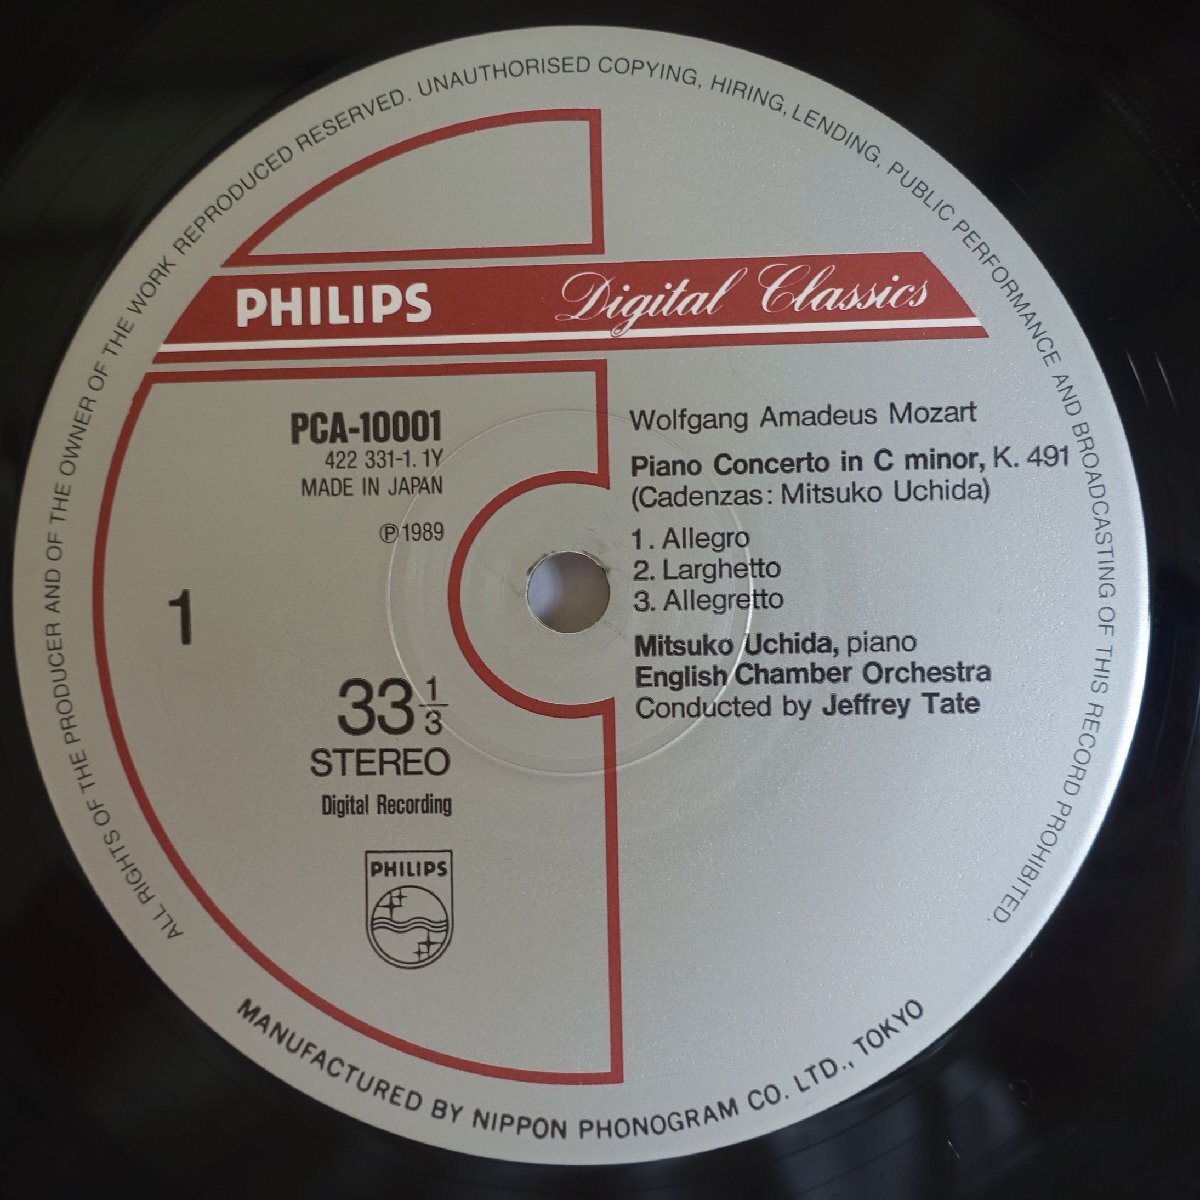 ALL RIGHTS OF THE PRODUCER AND OF THE OWNER OF THE WORK REPRODUCED RESERVED. UNAUTHORISED COPYING, HIRING, LENDING, PUBLIC PERFORMANCE AND BROADCASTING OF THIS RECORD PROHIBITED.
PHILIPS Digital Classics
PCA-10001
422 331-1. 1Y
MADE IN JAPAN
Ⓟ1989
1
33 1/3
STEREO
Digital Recording
PHILIPS
Wolfgang Amadeus Mozart
Piano Concerto in C minor, K. 491
(Cadenzas: Mitsuko Uchida)
1. Allegro
2. Larghetto
3. Allegretto
Mitsuko Uchida, piano
English Chamber Orchestra
Conducted by Jeffrey Tate
MANUFACTURED BY NIPPON PHONOGRAM CO. LTD., TOKYO